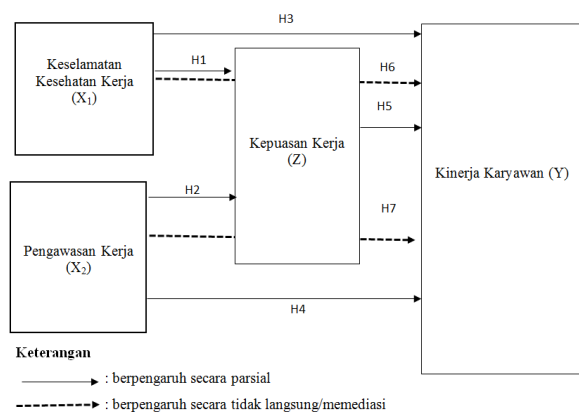 H3
Keselamatan
Kesehatan Kerja
(X₁)
H1
H6
H5
Kepuasan Kerja
(Z)
Kinerja Karyawan (Y)
H2
H7
Pengawasan Kerja
(X₂)
H4
Keterangan
: berpengaruh secara parsial
: berpengaruh secara tidak langsung/memediasi